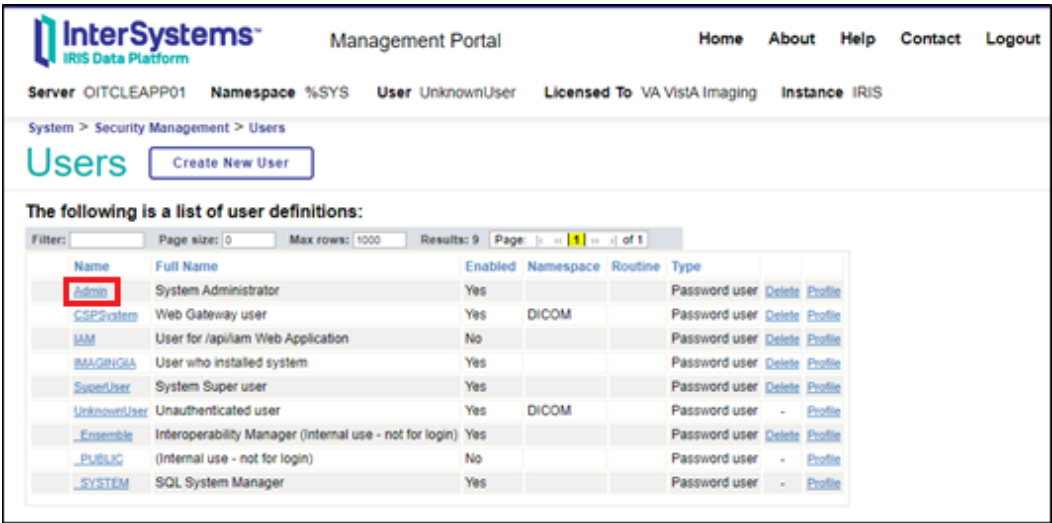 InterSystems™
IRIS Data Platform
Management Portal
Home About Help Contact Logout
Server OITCLEAPP01 Namespace %SYS User UnknownUser Licensed To VA VistA Imaging Instance IRIS
System > Security Management > Users
Users Create New User
The following is a list of user definitions:
Filter: Page size: 0 Max rows: 1000 Results: 9 Page: |‹ ‹‹ 1 ›› ›| of 1
Name Full Name Enabled Namespace Routine Type
Admin System Administrator Yes Password user Delete Profile
CSPSystem Web Gateway user Yes DICOM Password user Delete Profile
IAM User for /api/iam Web Application No Password user Delete Profile
IMAGINGIA User who installed system Yes Password user Delete Profile
SuperUser System Super user Yes Password user Delete Profile
UnknownUser Unauthenticated user Yes DICOM Password user - Profile
_Ensemble Interoperability Manager (Internal use - not for login) Yes Password user Delete Profile
_PUBLIC (Internal use - not for login) No Password user - Profile
_SYSTEM SQL System Manager Yes Password user - Profile